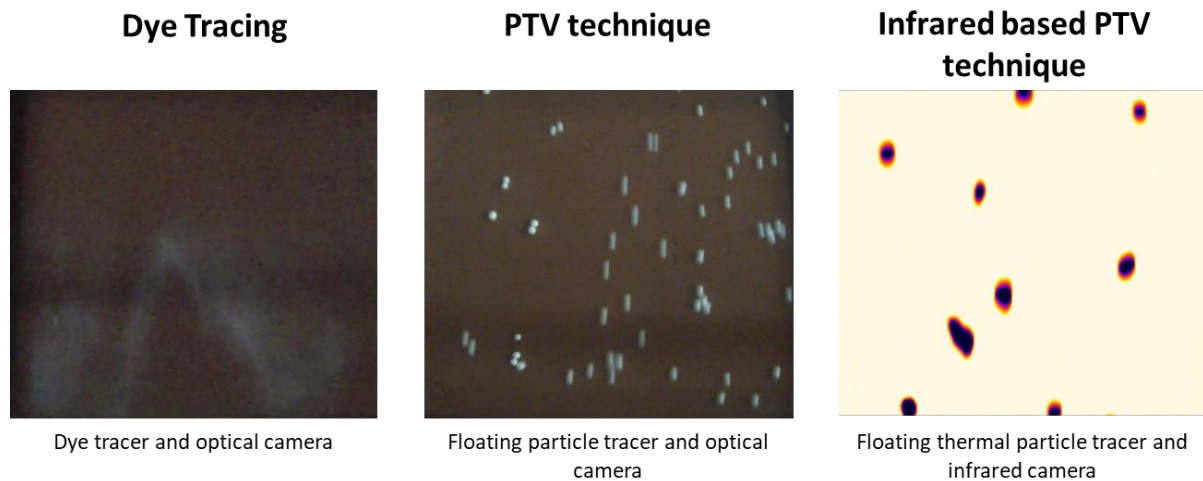 Dye Tracing
PTV technique
Infrared based PTV
technique
Dye tracer and optical camera
Floating particle tracer and optical
camera
Floating thermal particle tracer and
infrared camera